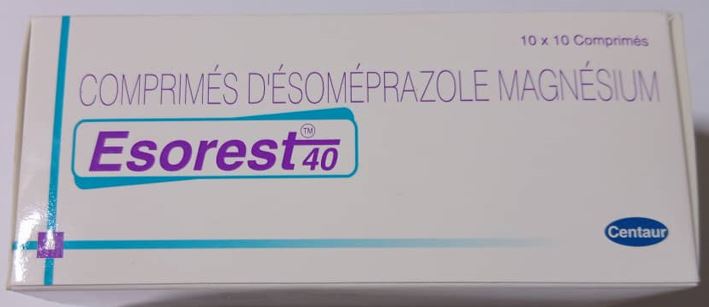 10 x 10 Comprimés
COMPRIMÉS D'ÉSOMÉPRAZOLE MAGNÉSIUM
Esorest™ 40
Centaur